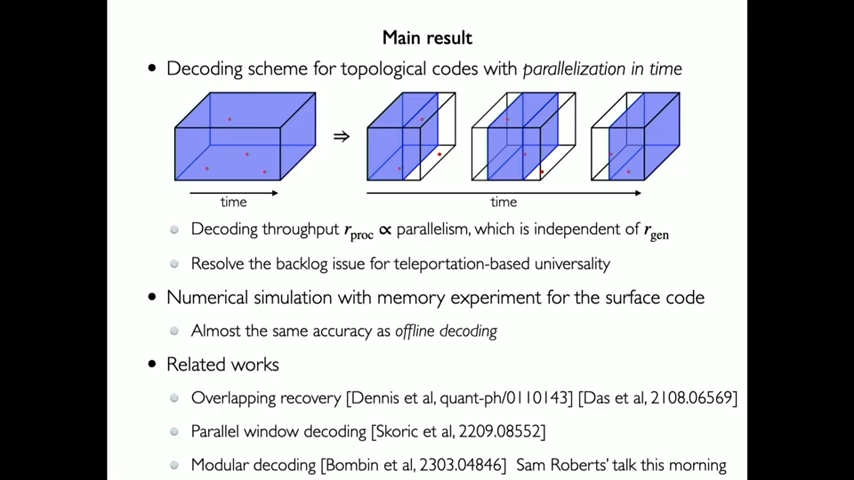 Main result
• Decoding scheme for topological codes with parallelization in time
⇒
time
time
Decoding throughput r_proc ∝ parallelism, which is independent of r_gen
Resolve the backlog issue for teleportation-based universality
• Numerical simulation with memory experiment for the surface code
Almost the same accuracy as offline decoding
• Related works
Overlapping recovery [Dennis et al, quant-ph/0110143] [Das et al, 2108.06569]
Parallel window decoding [Skoric et al, 2209.08552]
Modular decoding [Bombin et al, 2303.04846] Sam Roberts' talk this morning